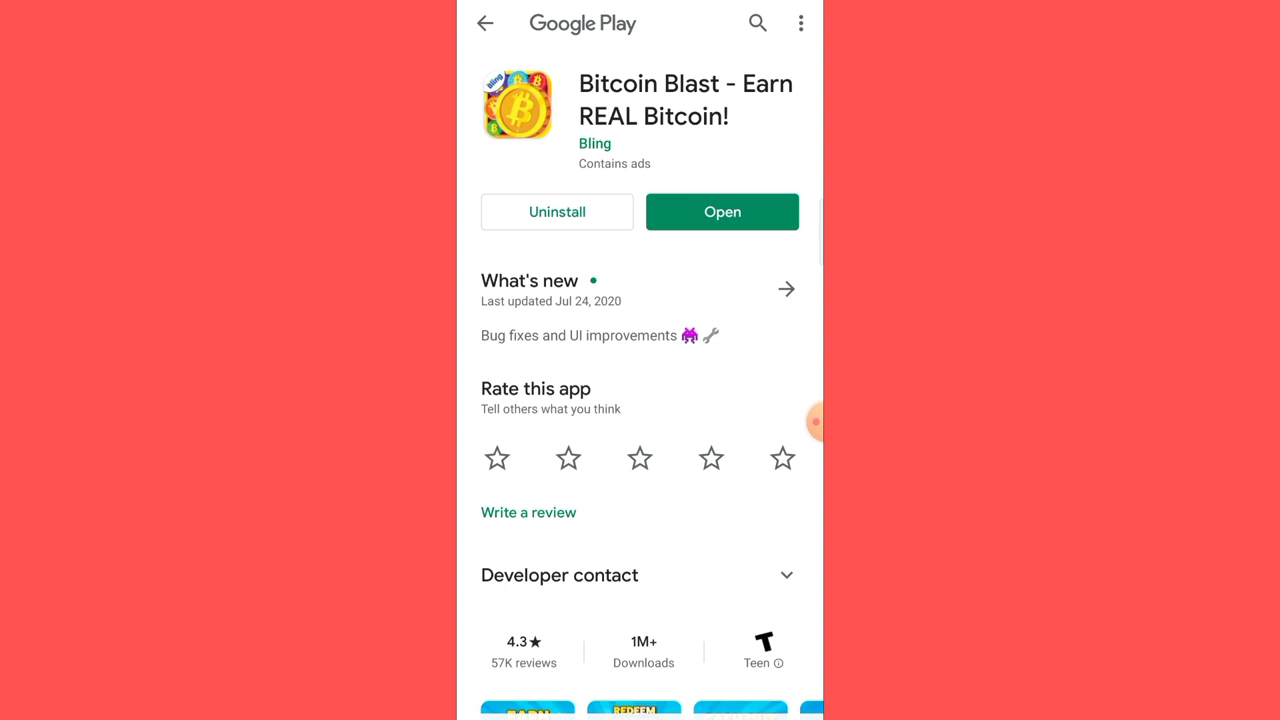 Google Play
Bling
Bitcoin Blast - Earn
REAL Bitcoin!
Bling
Contains ads
Uninstall
Open
What's new
Last updated Jul 24, 2020
Bug fixes and UI improvements 👾 🔧
Rate this app
Tell others what you think
Write a review
Developer contact
4.3★
57K reviews
1M+
Downloads
T
Teen
REDEEM